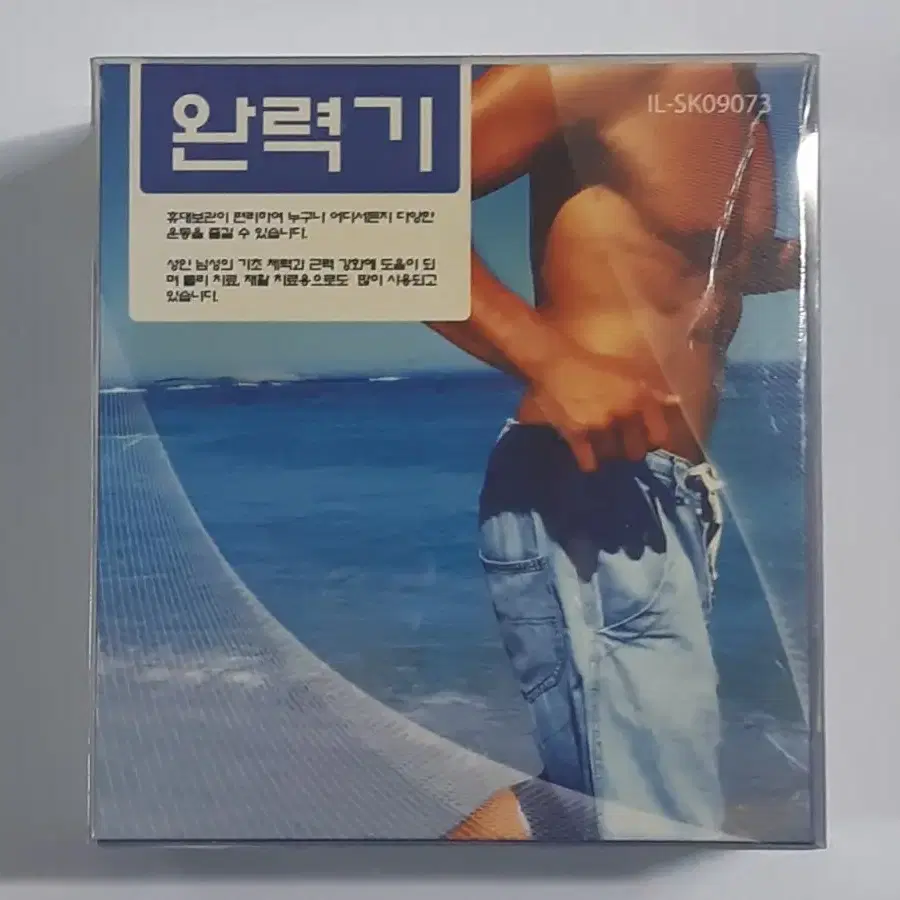 완력기
IL-SK09073
휴대보관이 편리하여 누구나 어디서든지 다양한
운동을 즐길 수 있습니다.
성인 남성의 기초 체력과 근력 강화에 도움이 되
며 물리 치료, 재활 치료용으로도 많이 사용되고
있습니다.